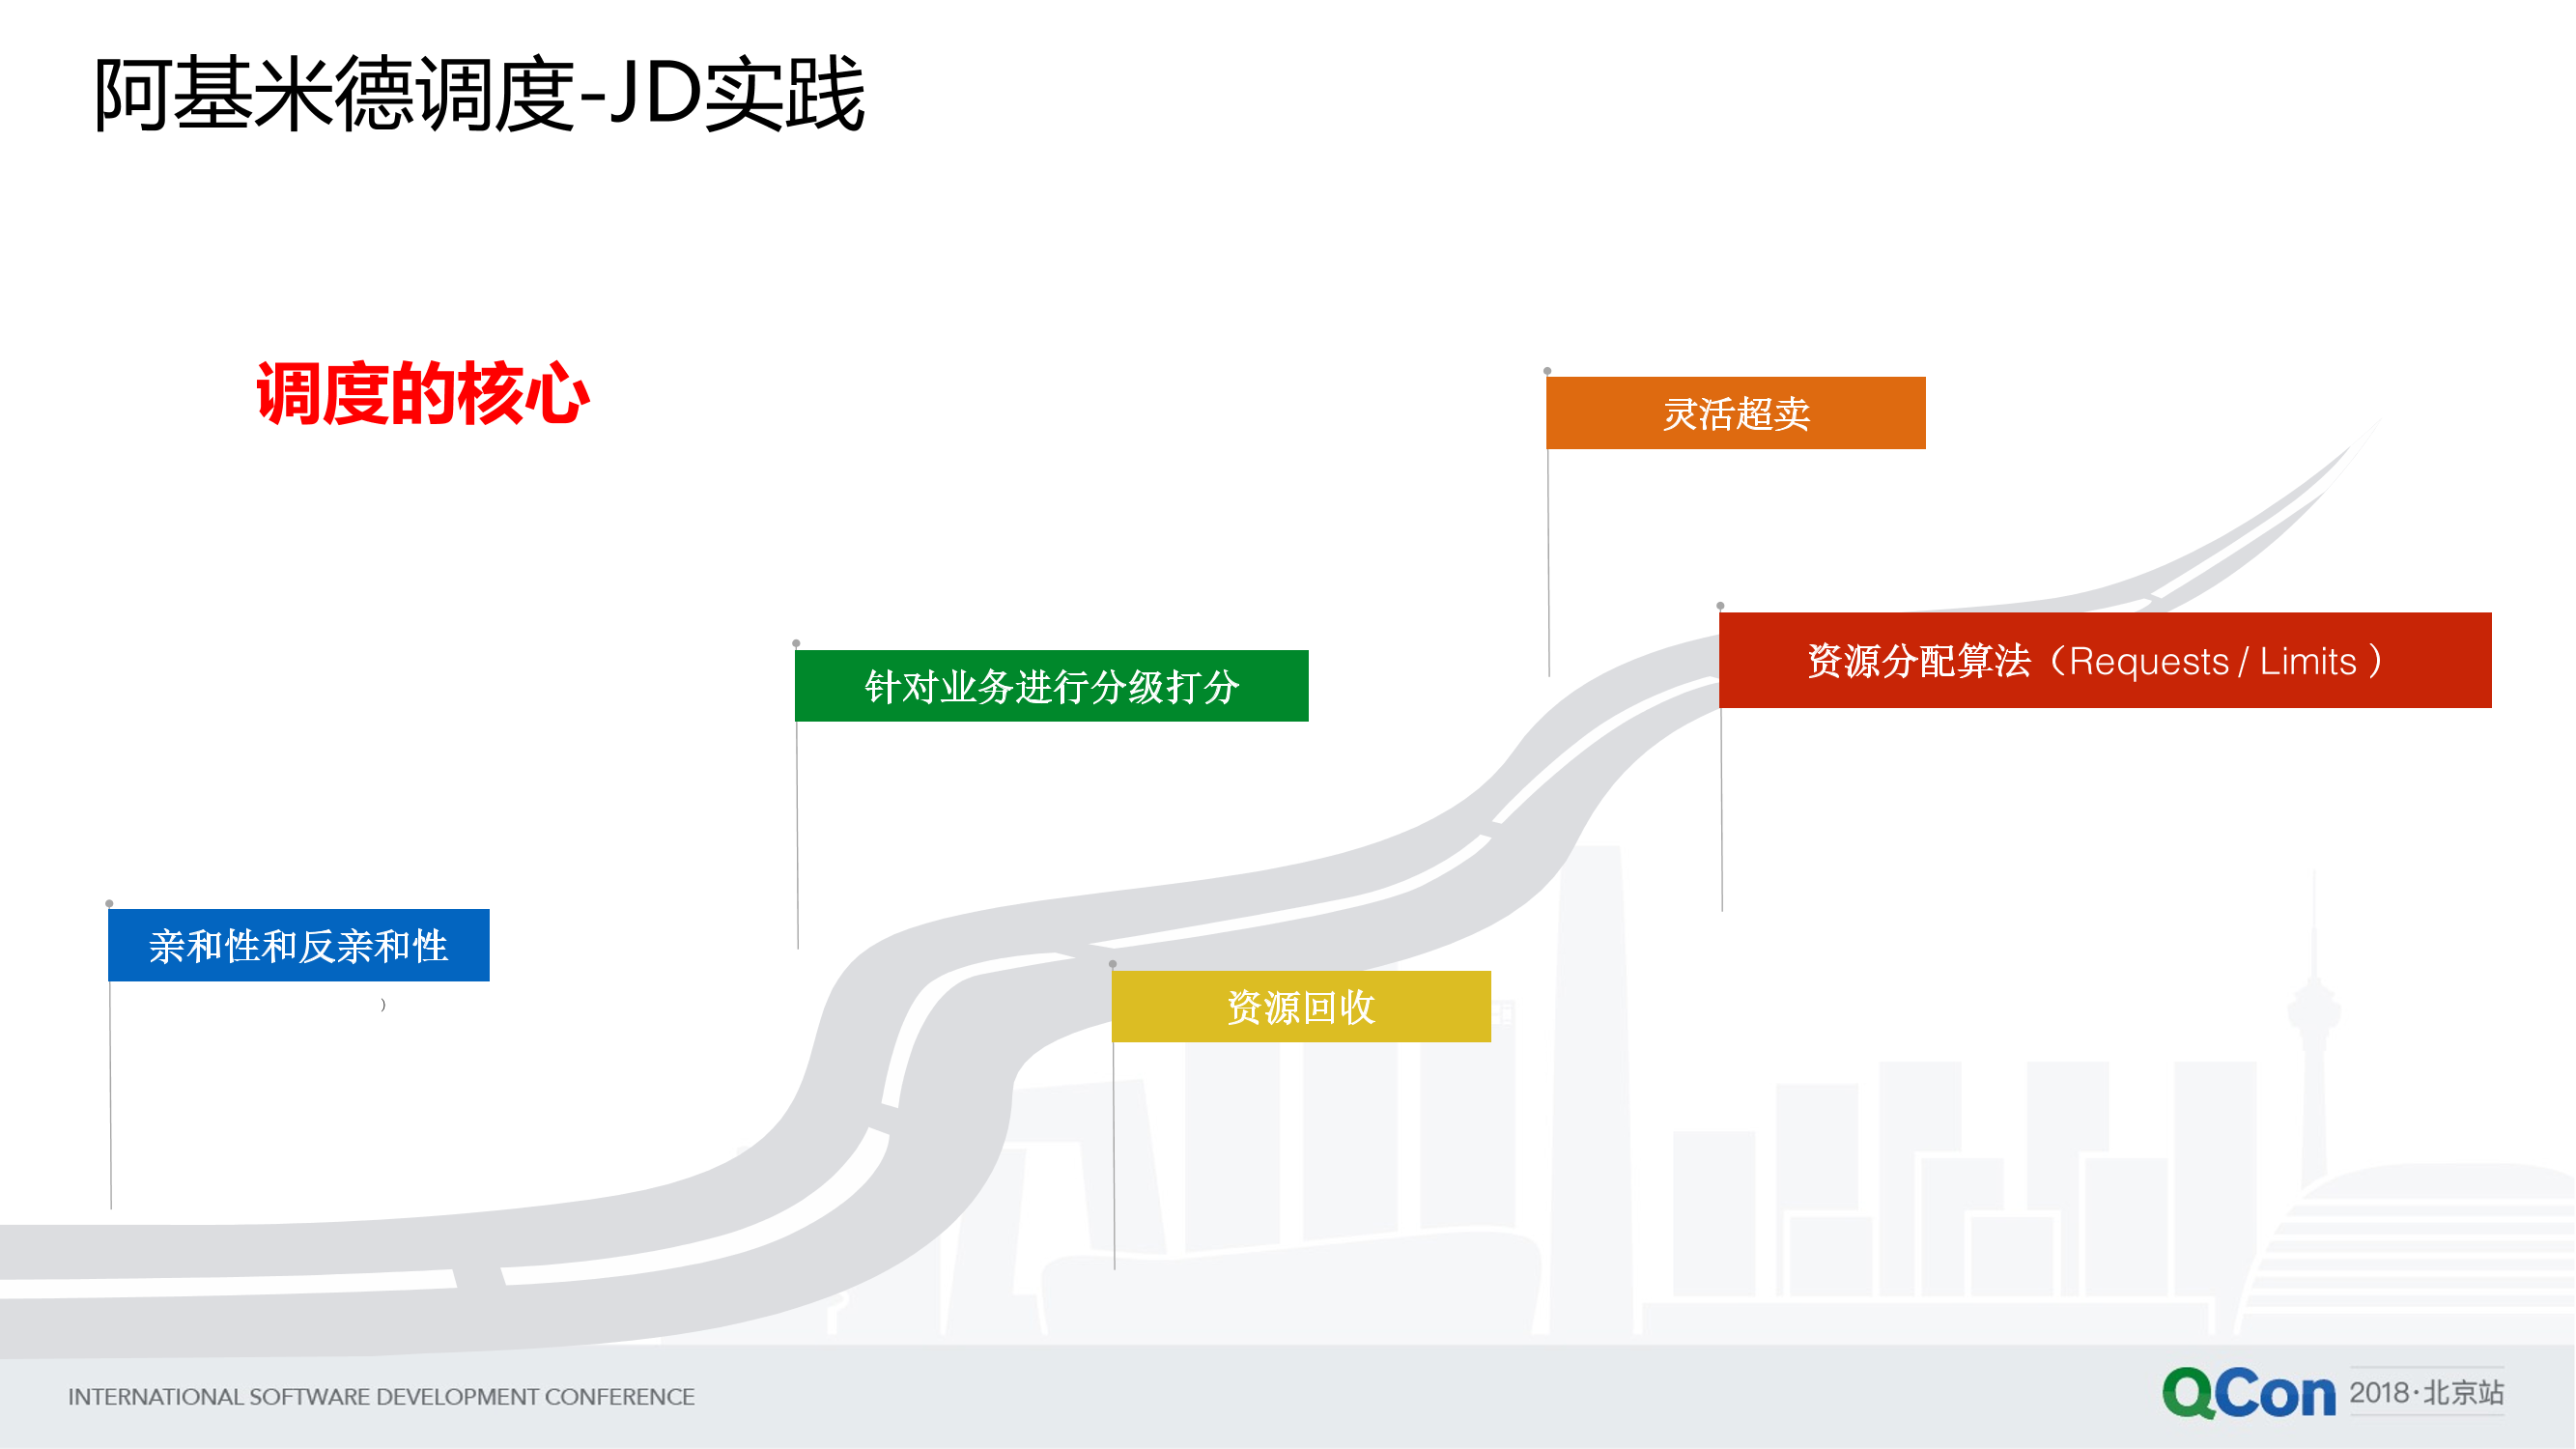 阿基米德调度-JD实践
调度的核心
灵活超卖
资源分配算法（Requests / Limits ）
针对业务进行分级打分
亲和性和反亲和性
）
资源回收
INTERNATIONAL SOFTWARE DEVELOPMENT CONFERENCE
QCon 2018·北京站